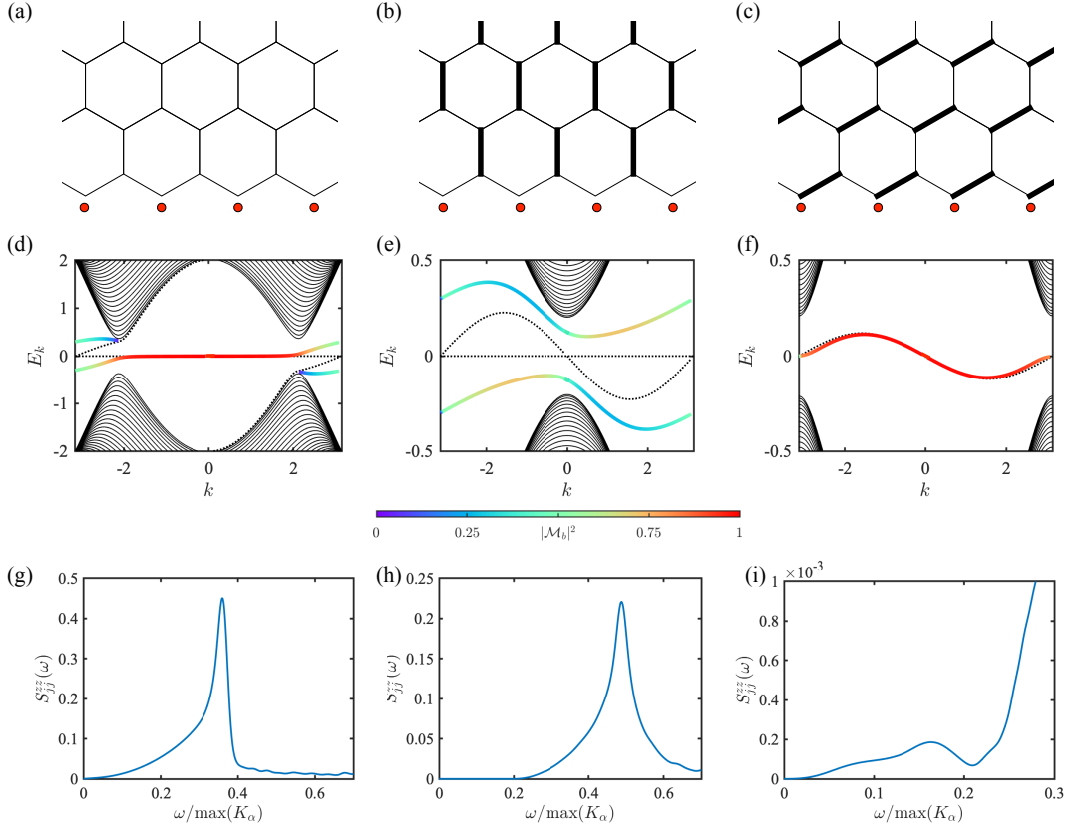 (a)
(b)
(c)
(d)
2
1
0
-1
-2
E_k
-2 0 2
k
(e)
0.5
0
-0.5
E_k
-2 0 2
k
(f)
0.5
0
-0.5
E_k
-2 0 2
k
0 0.25 |ℳ_b|² 0.75 1
(g)
0.5
0.4
0.3
0.2
0.1
0
S^{zz}_{jj}(ω)
0 0.2 0.4 0.6
ω/max(K_α)
(h)
0.25
0.2
0.15
0.1
0.05
0
S^{zz}_{jj}(ω)
0 0.2 0.4 0.6
ω/max(K_α)
(i)
×10⁻³
1
0.8
0.6
0.4
0.2
0
S^{zz}_{jj}(ω)
0 0.1 0.2 0.3
ω/max(K_α)